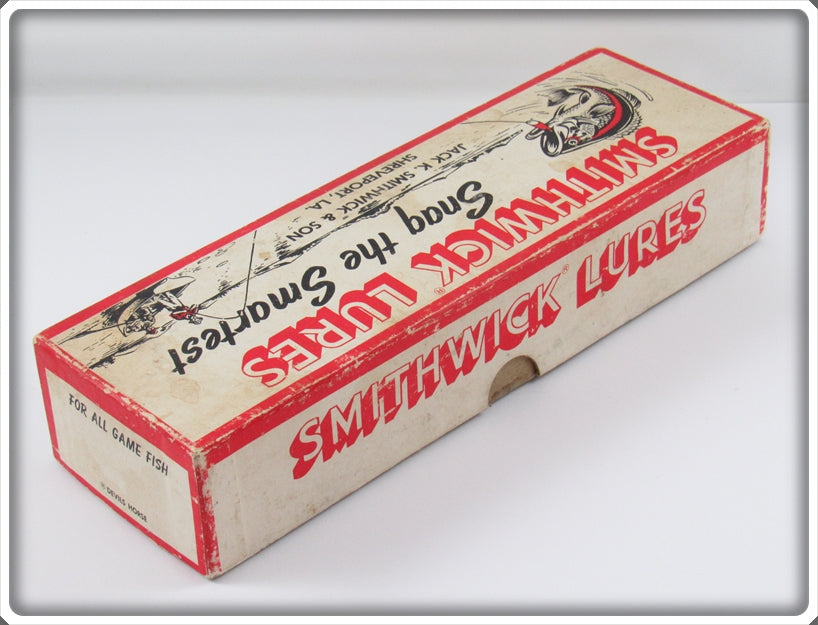 JACK K. SMITHWICK & SON
SHREVEPORT, LA.
Snag the Smartest
SMITHWICK® LURES
SMITHWICK® LURES
FOR ALL GAME FISH
® DEVILS HORSE